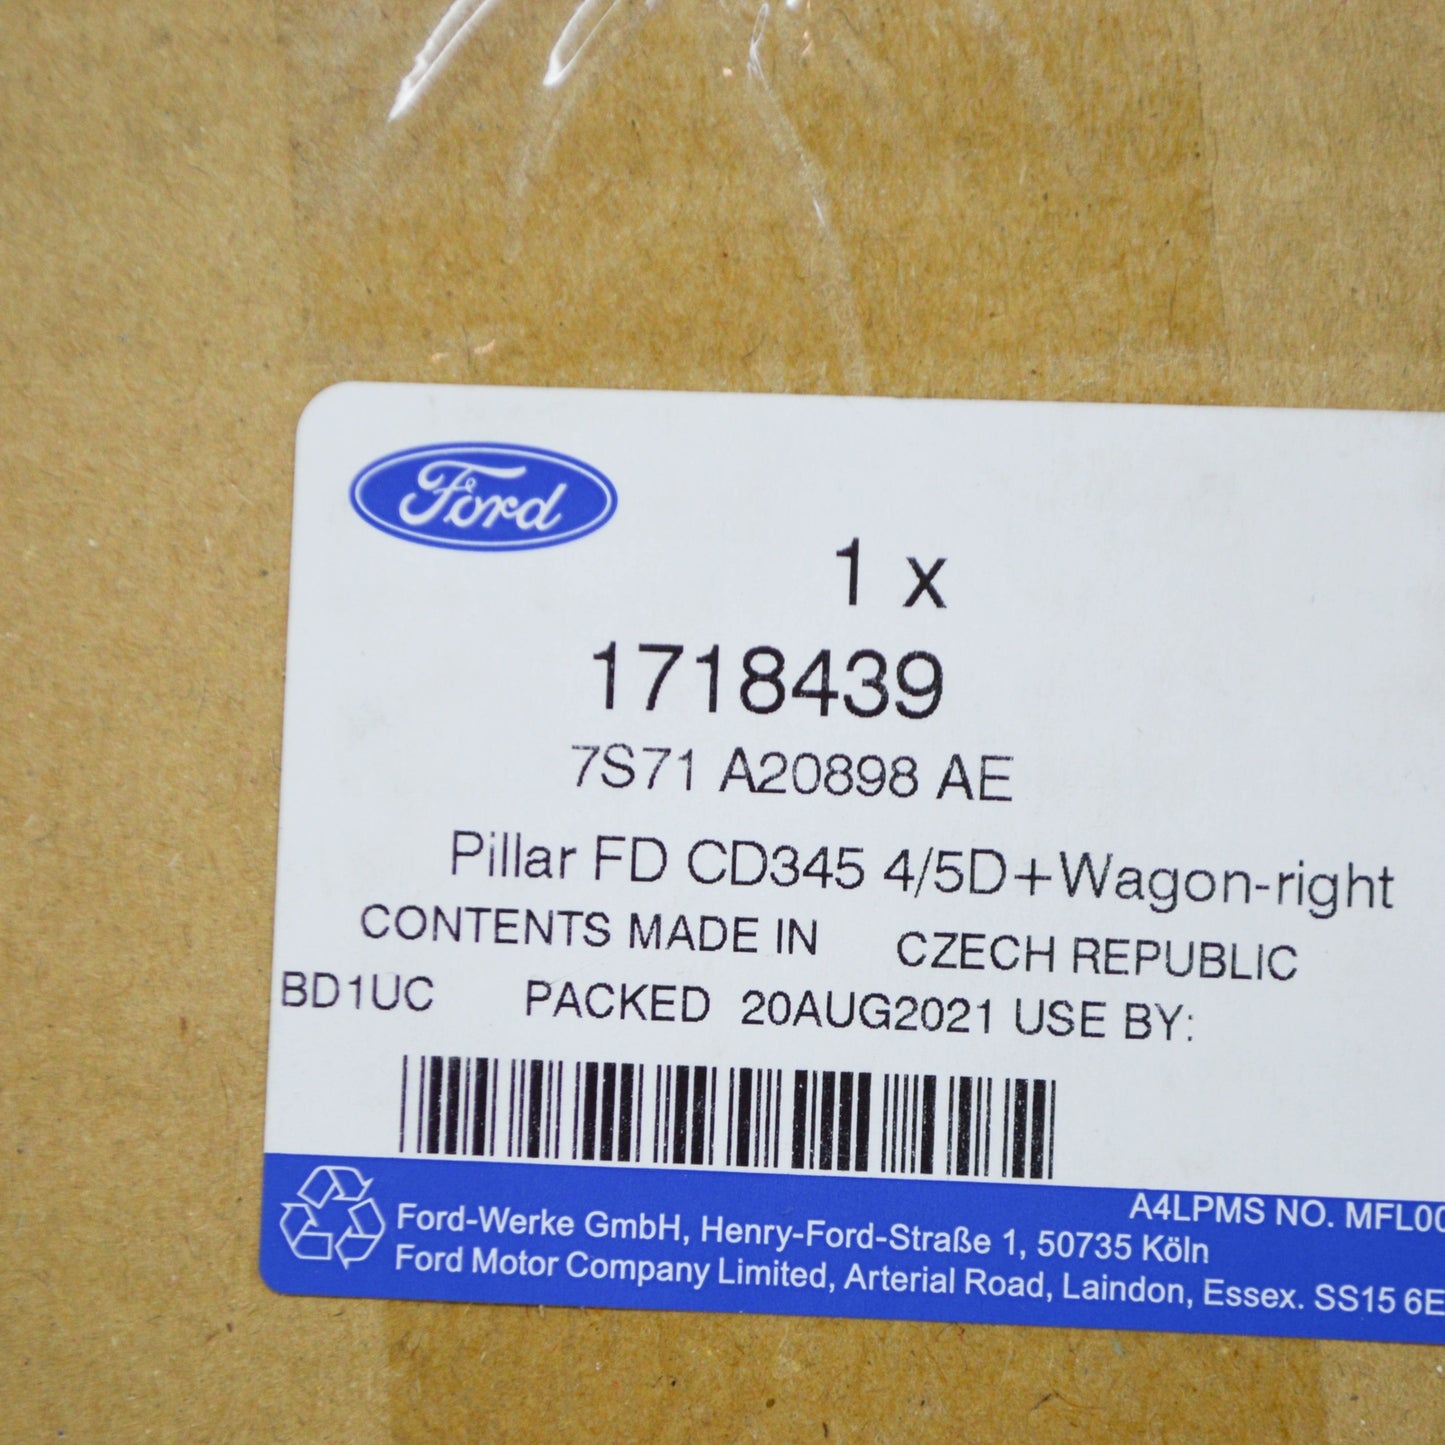 Ford
1 x
1718439
7S71 A20898 AE
Pillar FD CD345 4/5D+Wagon-right
CONTENTS MADE IN CZECH REPUBLIC
BD1UC PACKED 20AUG2021 USE BY:
A4LPMS NO. MFL00
Ford-Werke GmbH, Henry-Ford-Straße 1, 50735 Köln
Ford Motor Company Limited, Arterial Road, Laindon, Essex. SS15 6E